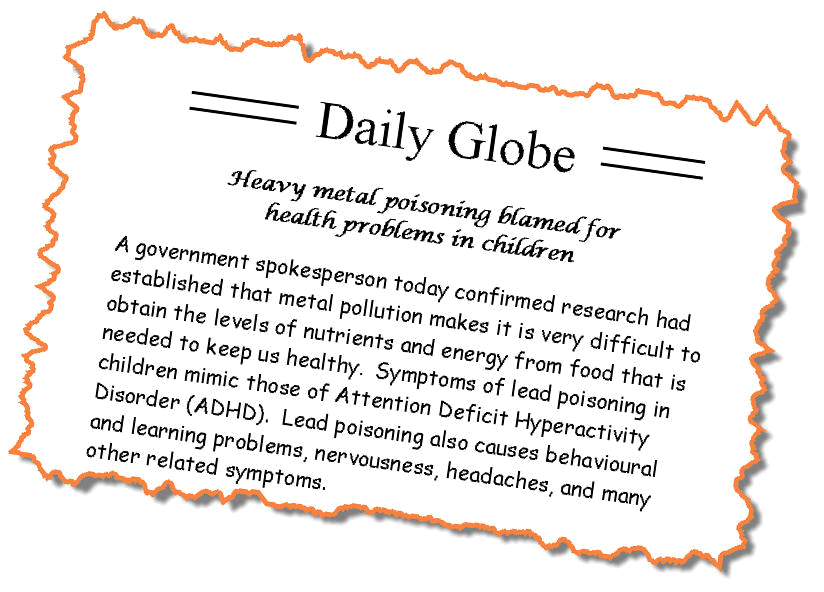 Daily Globe
Heavy metal poisoning blamed for
health problems in children
A government spokesperson today confirmed research had
established that metal pollution makes it is very difficult to
obtain the levels of nutrients and energy from food that is
needed to keep us healthy.  Symptoms of lead poisoning in
children mimic those of Attention Deficit Hyperactivity
Disorder (ADHD).  Lead poisoning also causes behavioural
and learning problems, nervousness, headaches, and many
other related symptoms.